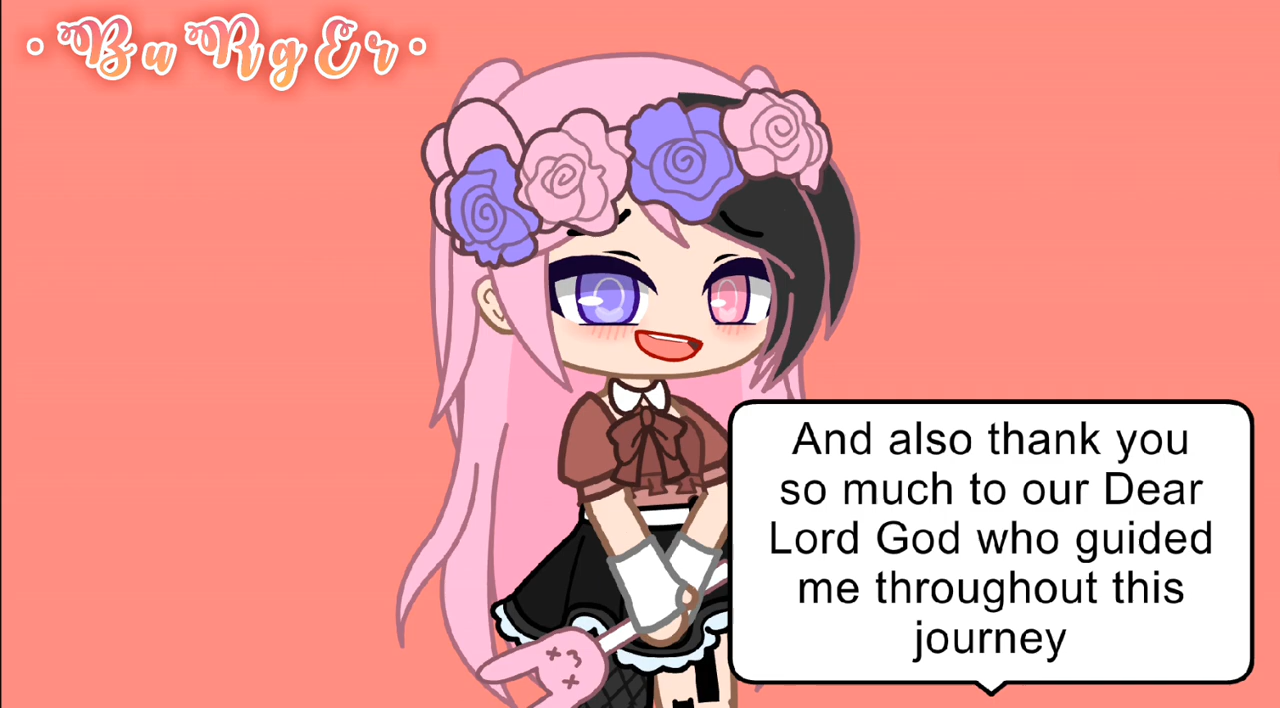 •BuRgEr•
And also thank you
so much to our Dear
Lord God who guided
me throughout this
journey